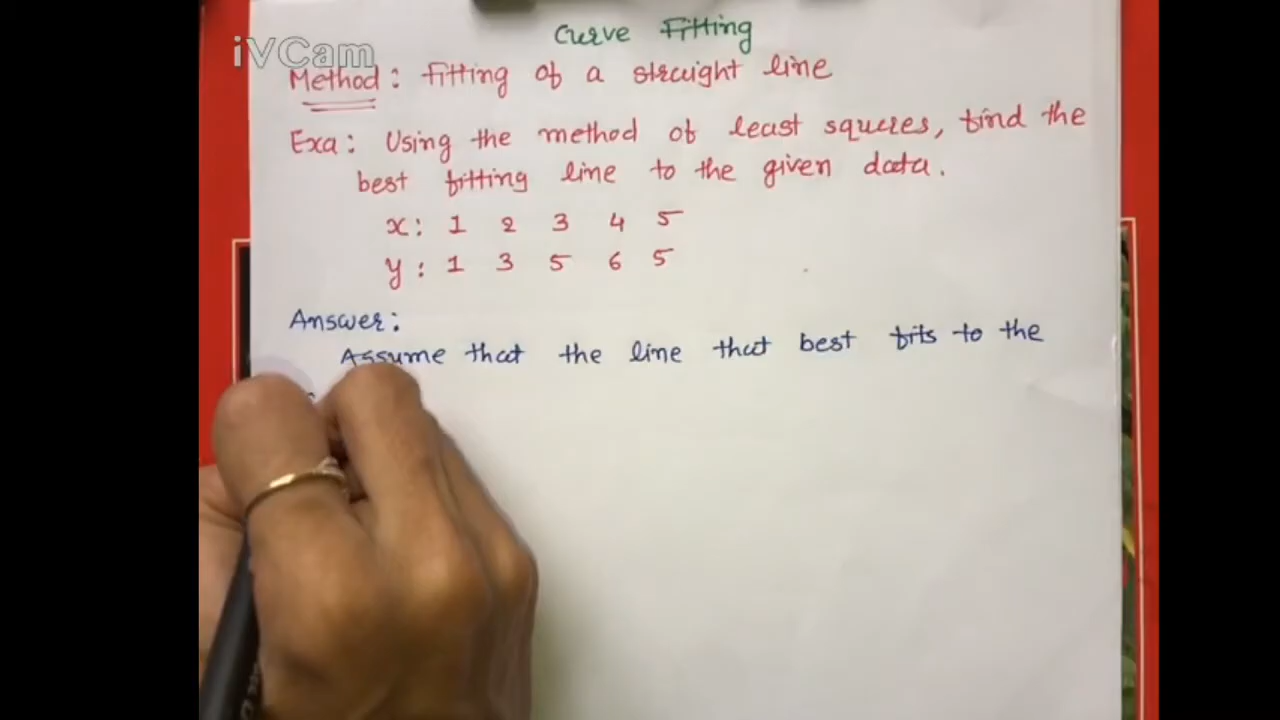 Curve Fitting
iVCam
Method: Fitting of a straight line
Exa: Using the method of least squares, find the
best fitting line to the given data.
x: 1 2 3 4 5
y: 1 3 5 6 5
Answer:
Assume that the line that best fits to the